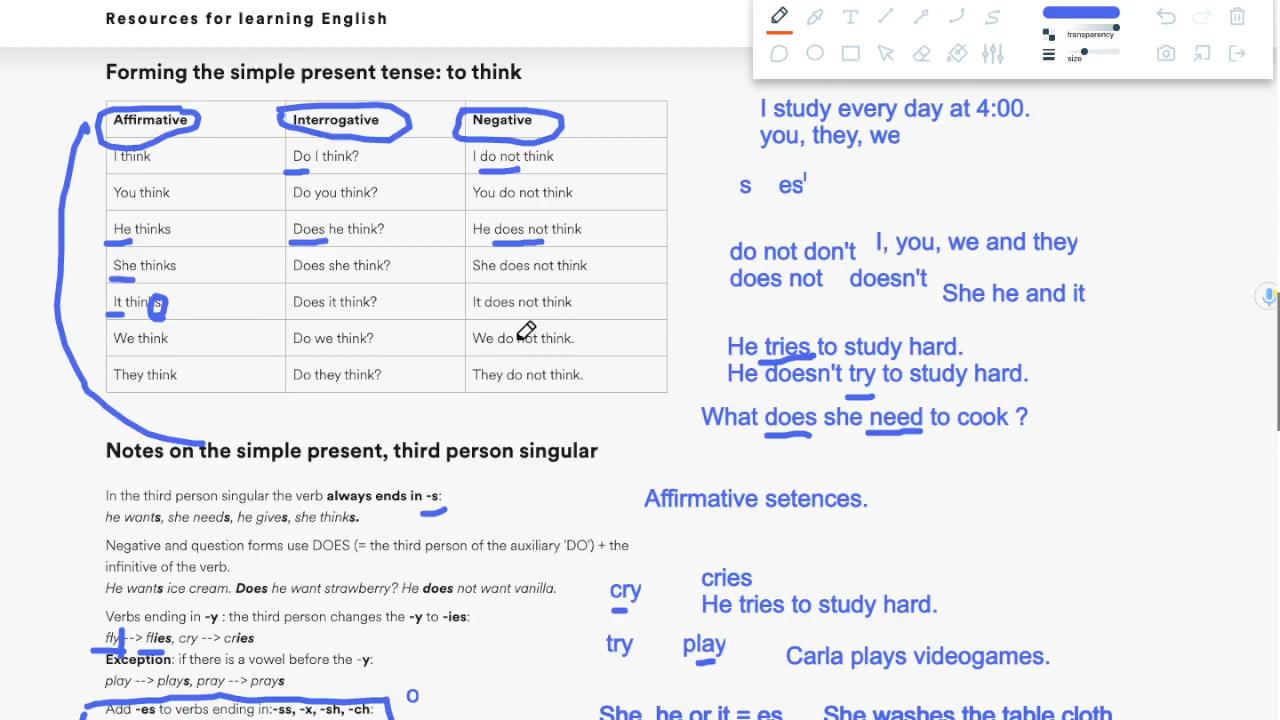 Resources for learning English
transparency
size
Forming the simple present tense: to think
Affirmative Interrogative Negative
I think Do I think? I do not think
You think Do you think? You do not think
He thinks Does he think? He does not think
She thinks Does she think? She does not think
It thinks Does it think? It does not think
We think Do we think? We do not think.
They think Do they think? They do not think.
I study every day at 4:00.
you, they, we
s es'
do not don't I, you, we and they
does not doesn't She he and it
He tries to study hard.
He doesn't try to study hard.
What does she need to cook ?
Notes on the simple present, third person singular
In the third person singular the verb always ends in -s:
he wants, she needs, he gives, she thinks.
Negative and question forms use DOES (= the third person of the auxiliary 'DO') + the
infinitive of the verb.
He wants ice cream. Does he want strawberry? He does not want vanilla.
Verbs ending in -y : the third person changes the -y to -ies:
fly --> flies, cry --> cries
Exception: if there is a vowel before the -y:
play --> plays, pray --> prays
Add -es to verbs ending in:-ss, -x, -sh, -ch:
o
Affirmative setences.
cry cries
He tries to study hard.
try play
Carla plays videogames.
She, he or it = es She washes the table cloth